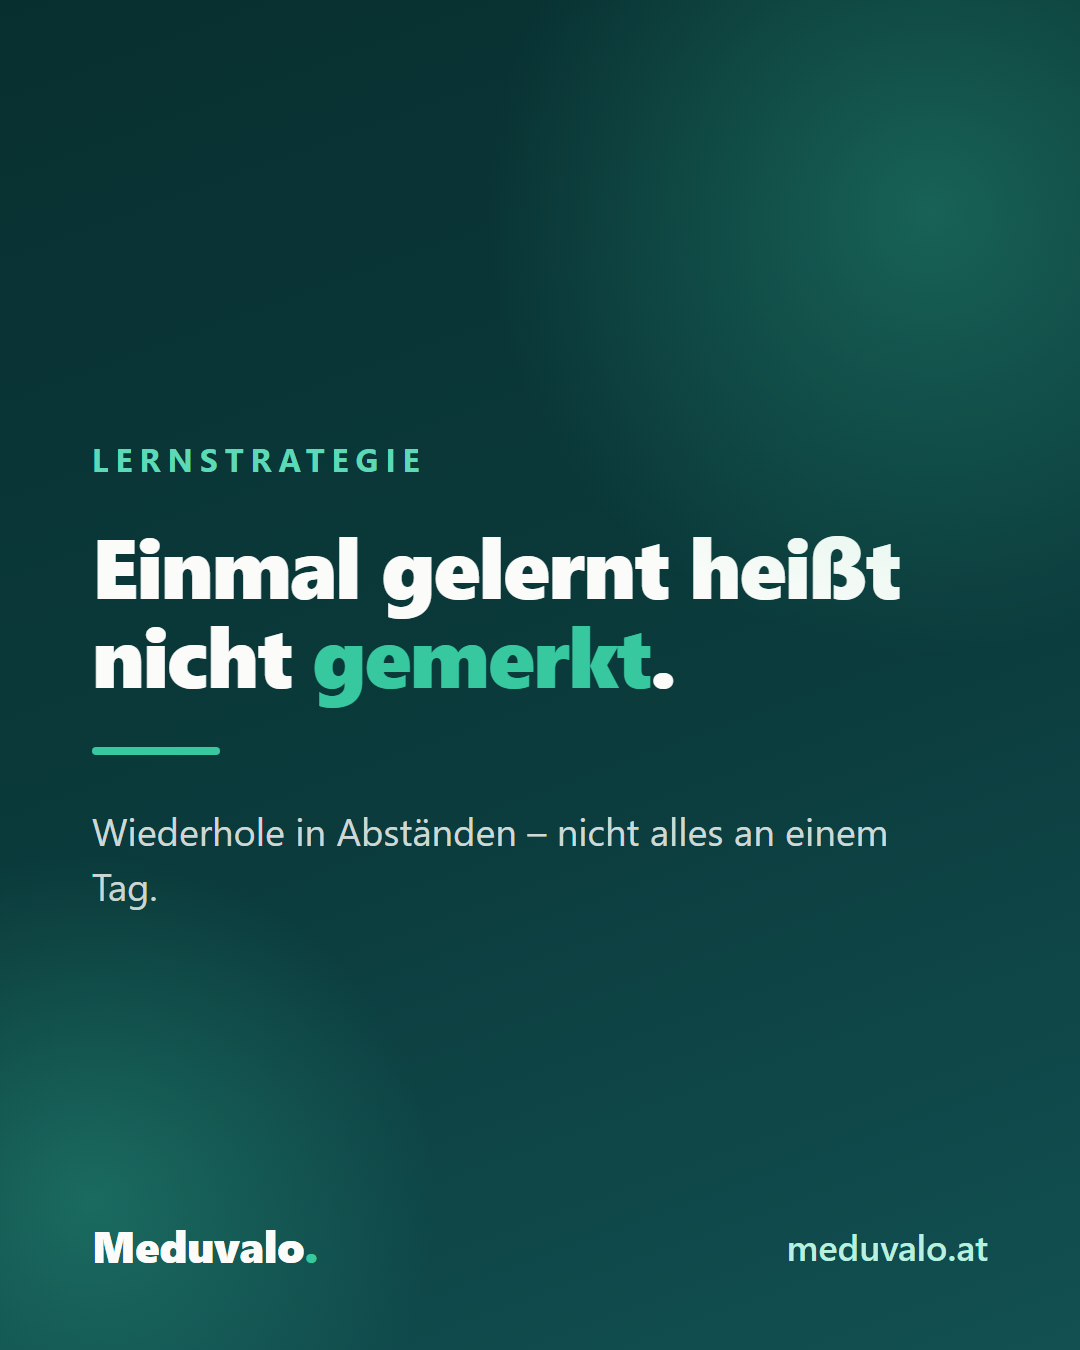 LERNSTRATEGIE
Einmal gelernt heißt
nicht gemerkt.
Wiederhole in Abständen – nicht alles an einem
Tag.
Meduvalo.
meduvalo.at